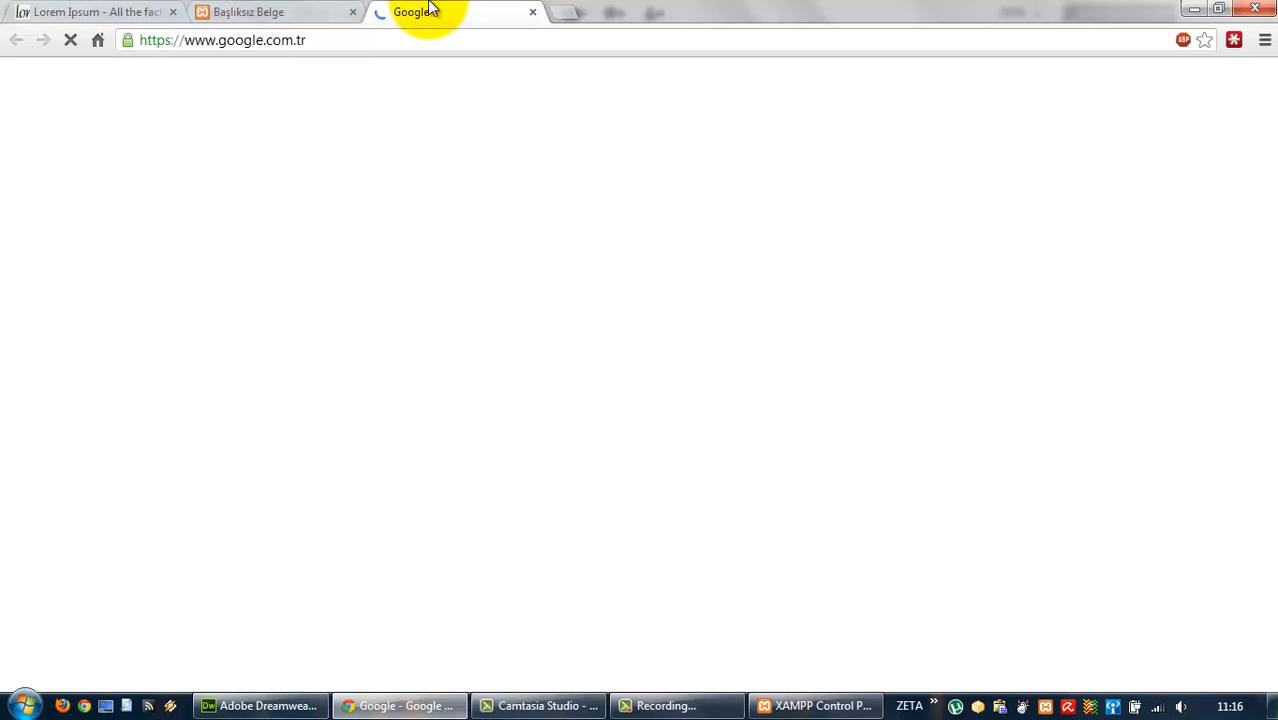 Lorem Ipsum - All the fact
Başlıksız Belge
Google
https://www.google.com.tr
ABP
Adobe Dreamwea...
Google - Google ...
Camtasia Studio - ...
Recording...
XAMPP Control P...
ZETA
11:16